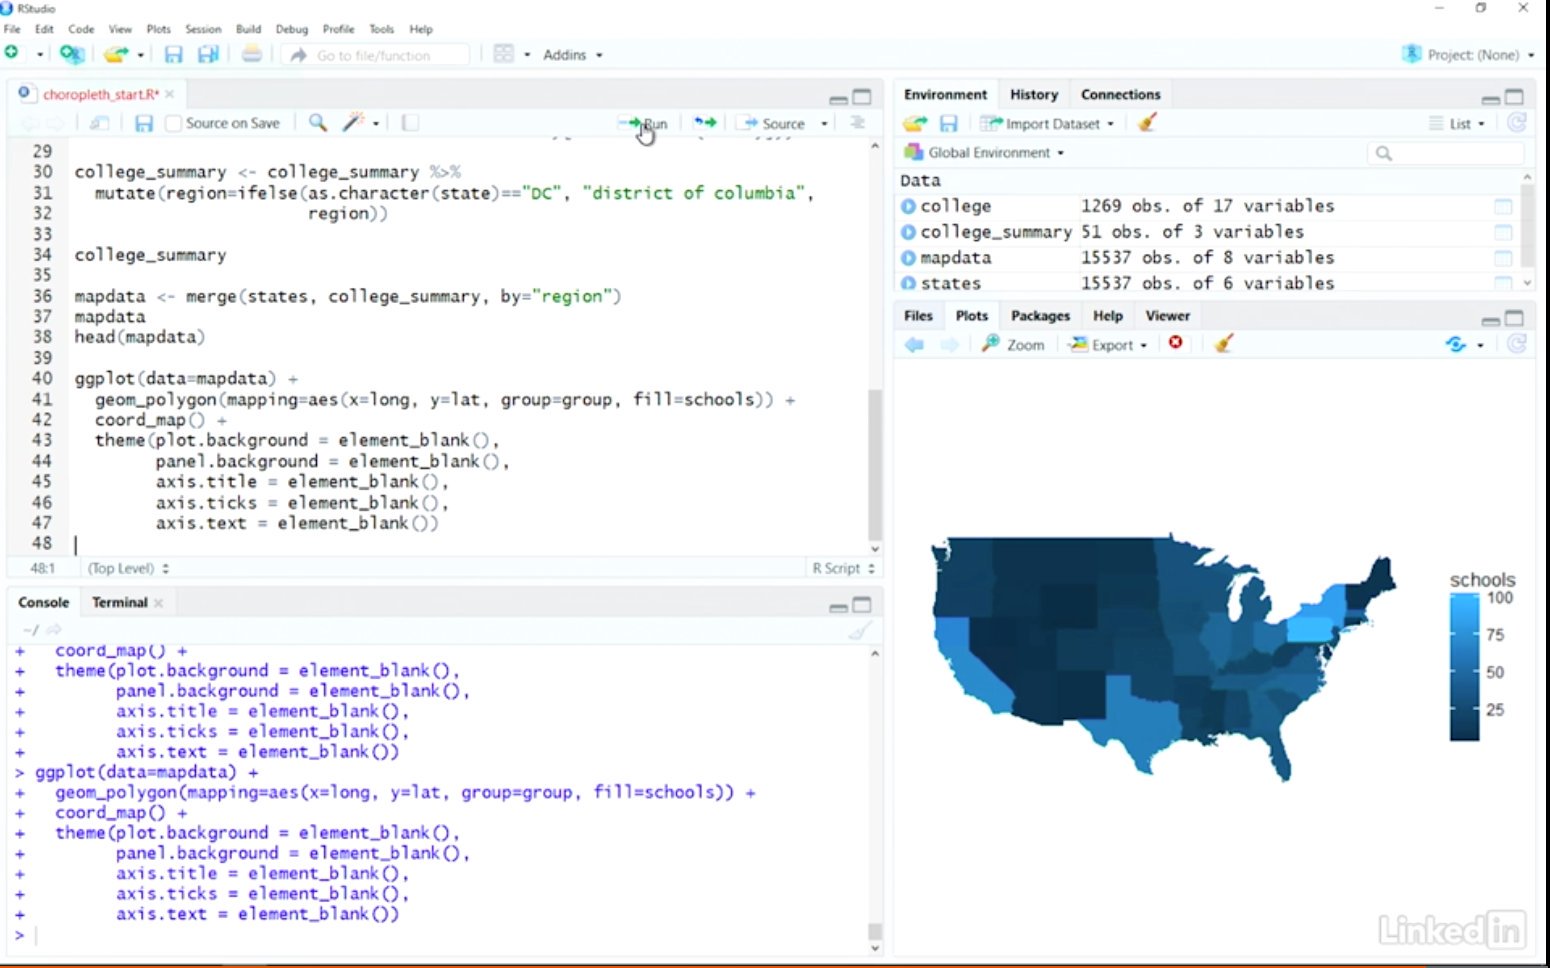 RStudio
File Edit Code View Plots Session Build Debug Profile Tools Help
Go to file/function Addins Project: (None)
choropleth_start.R*
Source on Save Run Source
29
30 college_summary <- college_summary %>%
31 mutate(region=ifelse(as.character(state)=="DC", "district of columbia",
32 region))
33
34 college_summary
35
36 mapdata <- merge(states, college_summary, by="region")
37 mapdata
38 head(mapdata)
39
40 ggplot(data=mapdata) +
41 geom_polygon(mapping=aes(x=long, y=lat, group=group, fill=schools)) +
42 coord_map() +
43 theme(plot.background = element_blank(),
44 panel.background = element_blank(),
45 axis.title = element_blank(),
46 axis.ticks = element_blank(),
47 axis.text = element_blank())
48
48:1 (Top Level) R Script
Console Terminal
~/
+ coord_map() +
+ theme(plot.background = element_blank(),
+ panel.background = element_blank(),
+ axis.title = element_blank(),
+ axis.ticks = element_blank(),
+ axis.text = element_blank())
> ggplot(data=mapdata) +
+ geom_polygon(mapping=aes(x=long, y=lat, group=group, fill=schools)) +
+ coord_map() +
+ theme(plot.background = element_blank(),
+ panel.background = element_blank(),
+ axis.title = element_blank(),
+ axis.ticks = element_blank(),
+ axis.text = element_blank())
>
Environment History Connections
Import Dataset List
Global Environment
Data
college 1269 obs. of 17 variables
college_summary 51 obs. of 3 variables
mapdata 15537 obs. of 8 variables
states 15537 obs. of 6 variables
Files Plots Packages Help Viewer
Zoom Export
schools
100
75
50
25
Linked in